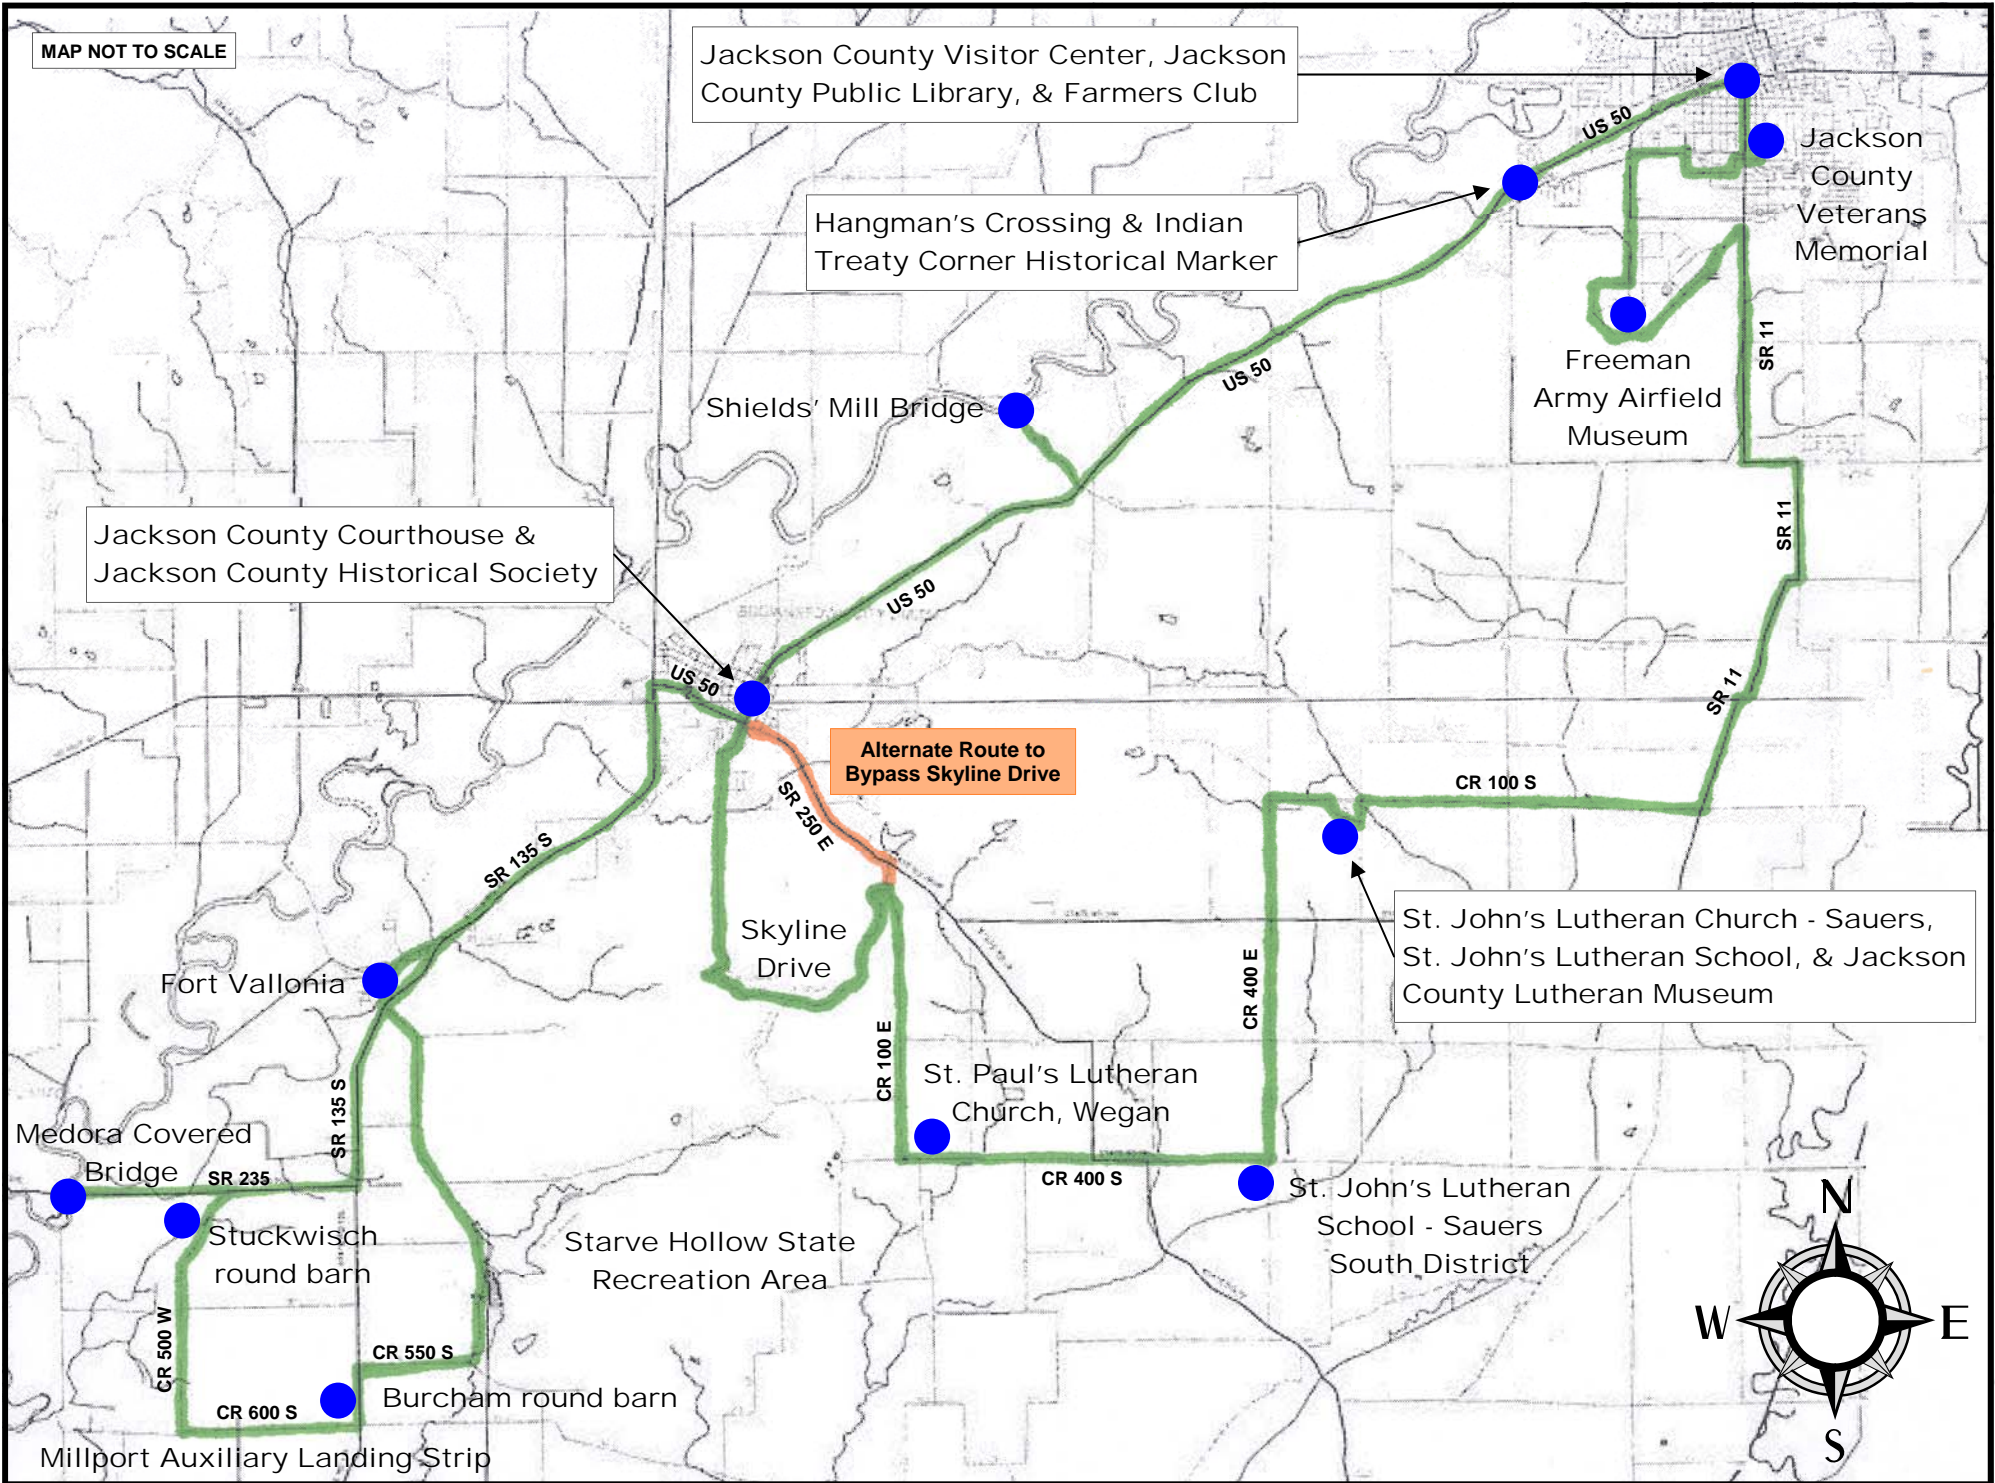 MAP NOT TO SCALE
Jackson County Visitor Center, Jackson
County Public Library, & Farmers Club
US 50
Jackson
County
Veterans
Memorial
Hangman's Crossing & Indian
Treaty Corner Historical Marker
SR 11
Freeman
Army Airfield
Museum
US 50
Shields' Mill Bridge
SR 11
Jackson County Courthouse &
Jackson County Historical Society
US 50
US 50
SR 11
Alternate Route to
Bypass Skyline Drive
SR 250 E
CR 100 S
SR 135 S
St. John's Lutheran Church - Sauers,
St. John's Lutheran School, & Jackson
County Lutheran Museum
Skyline
Drive
Fort Vallonia
CR 400 E
CR 100 E
St. Paul's Lutheran
Church, Wegan
SR 135 S
Medora Covered
Bridge
SR 235
CR 400 S
St. John's Lutheran
School - Sauers
South District
Stuckwisch
round barn
Starve Hollow State
Recreation Area
N
W
E
S
CR 500 W
CR 550 S
Burcham round barn
CR 600 S
Millport Auxiliary Landing Strip